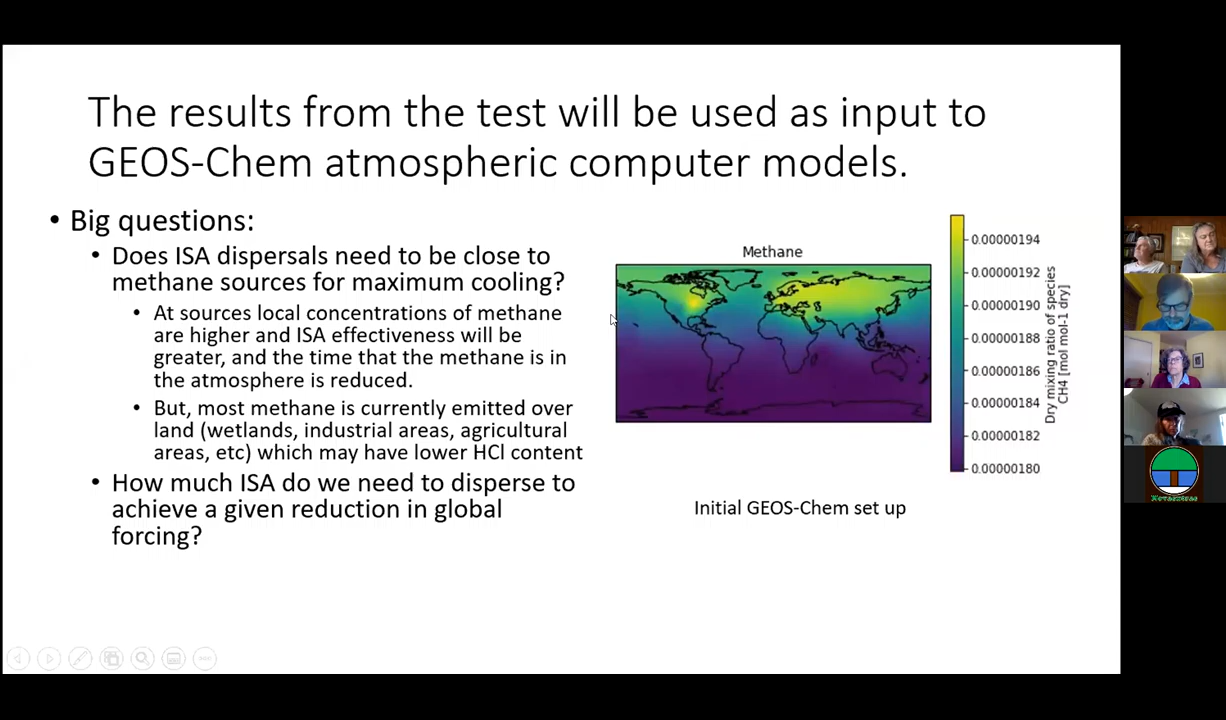 The results from the test will be used as input to
GEOS-Chem atmospheric computer models.
• Big questions:
• Does ISA dispersals need to be close to
methane sources for maximum cooling?
• At sources local concentrations of methane
are higher and ISA effectiveness will be
greater, and the time that the methane is in
the atmosphere is reduced.
• But, most methane is currently emitted over
land (wetlands, industrial areas, agricultural
areas, etc) which may have lower HCl content
• How much ISA do we need to disperse to
achieve a given reduction in global
forcing?
Methane
0.00000194
0.00000192
0.00000190
0.00000188
0.00000186
0.00000184
0.00000182
0.00000180
Dry mixing ratio of species
CH4 [mol mol-1 dry]
Initial GEOS-Chem set up